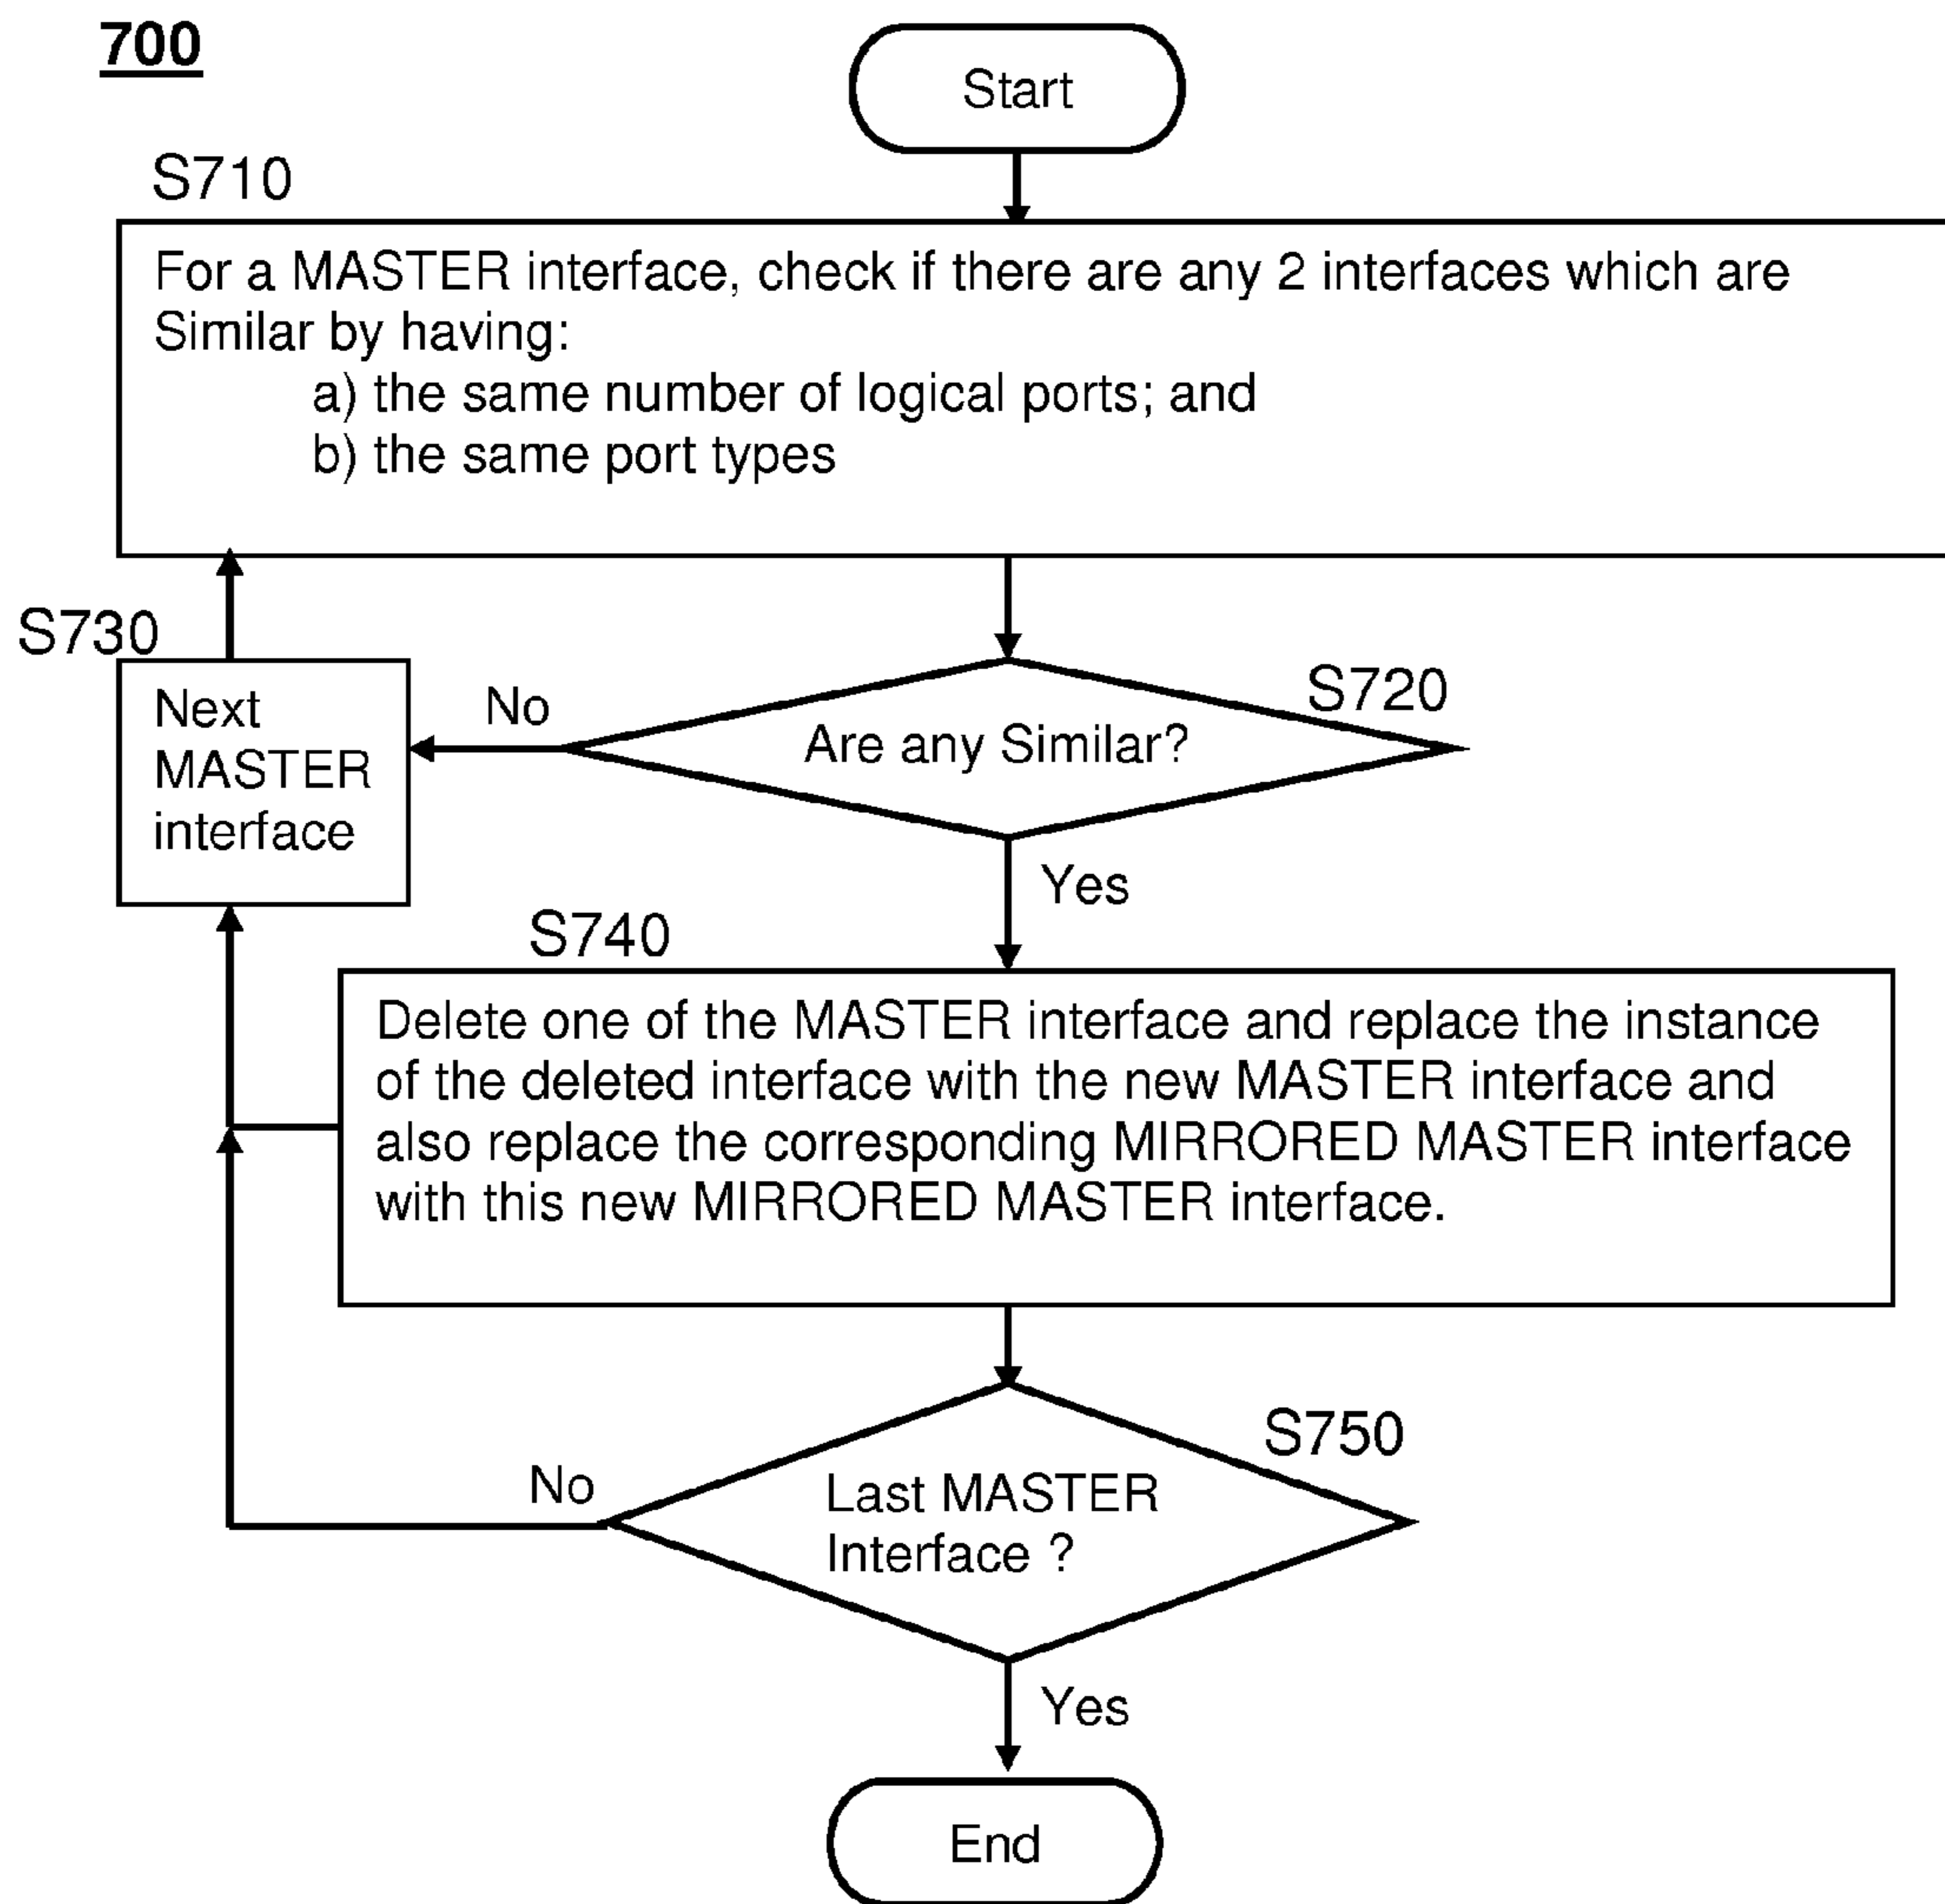 700
Start
S710
For a MASTER interface, check if there are any 2 interfaces which are
Similar by having:
a) the same number of logical ports; and
b) the same port types
S730
Next
MASTER
interface
No
S720
Are any Similar?
Yes
S740
Delete one of the MASTER interface and replace the instance
of the deleted interface with the new MASTER interface and
also replace the corresponding MIRRORED MASTER interface
with this new MIRRORED MASTER interface.
S750
No
Last MASTER
Interface ?
Yes
End